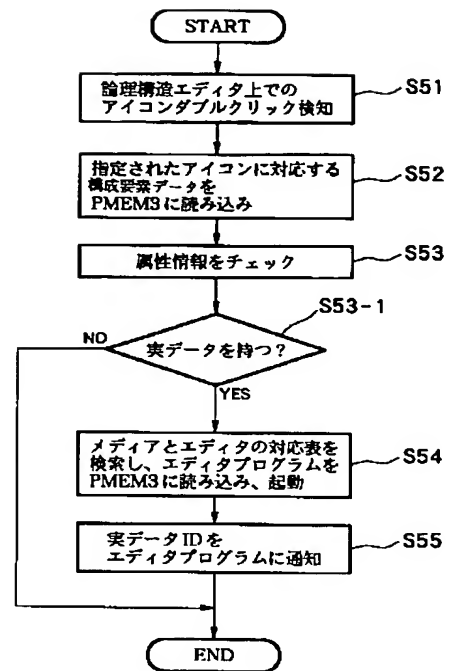 START
論理構造エディタ上での
アイコンダブルクリック検知
S51
指定されたアイコンに対応する
構成要素データを
PMEM3に読み込み
S52
属性情報をチェック
S53
S53-1
実データを持つ?
NO
YES
メディアとエディタの対応表を
検索し、エディタプログラムを
PMEM3に読み込み、起動
S54
実データIDを
エディタプログラムに通知
S55
END